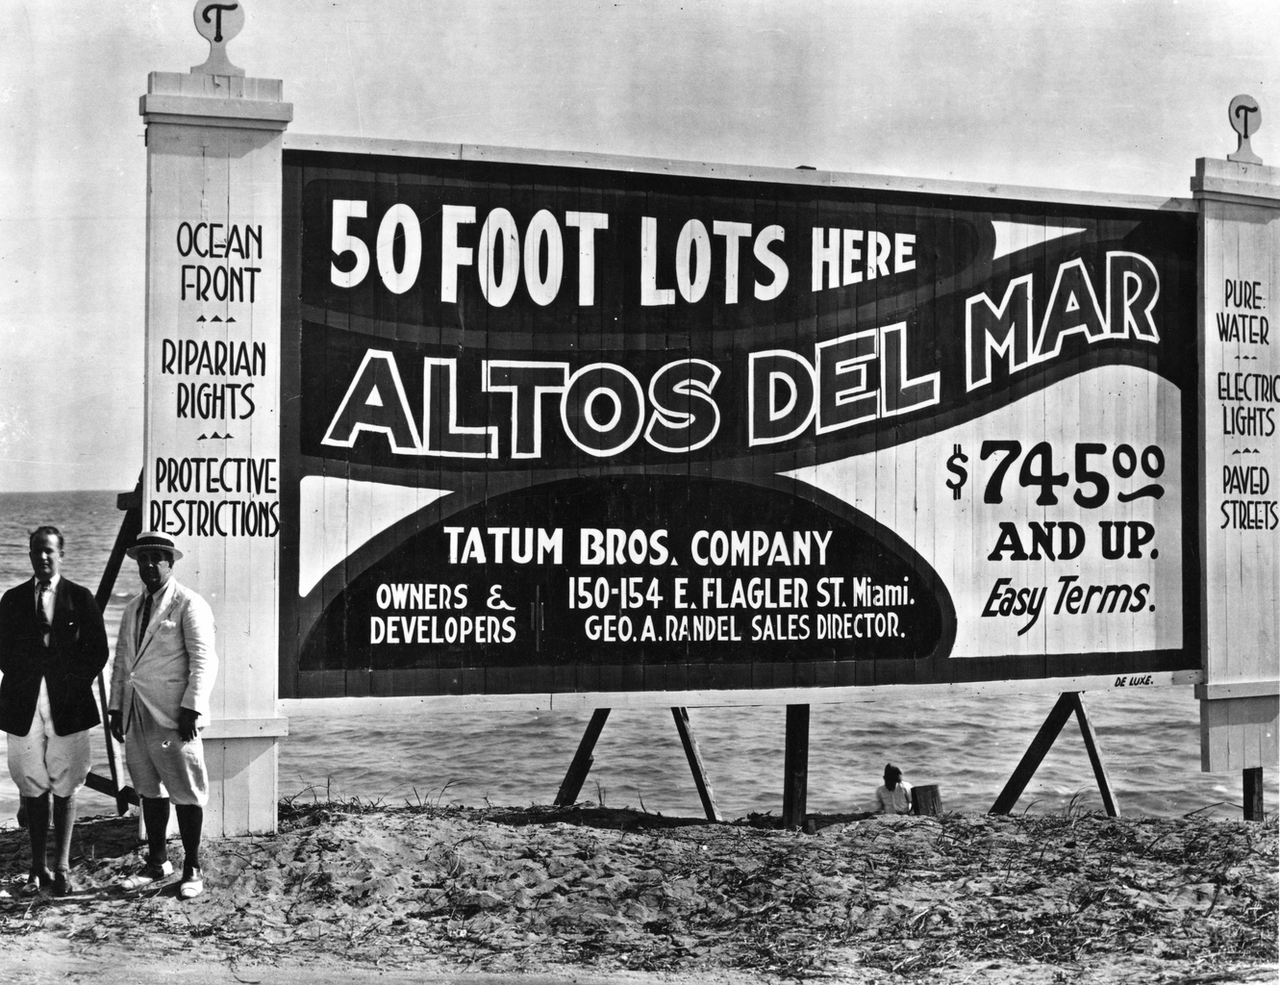 T
OCEAN
FRONT
RIPARIAN
RIGHTS
PROTECTIVE
RESTRICTIONS
50 FOOT LOTS HERE
ALTOS DEL MAR
$745.00
AND UP.
Easy Terms.
TATUM BROS. COMPANY
OWNERS &
DEVELOPERS
150-154 E. FLAGLER ST. Miami.
GEO. A. RANDEL SALES DIRECTOR.
DE LUXE.
T
PURE
WATER
ELECTRIC
LIGHTS
PAVED
STREETS